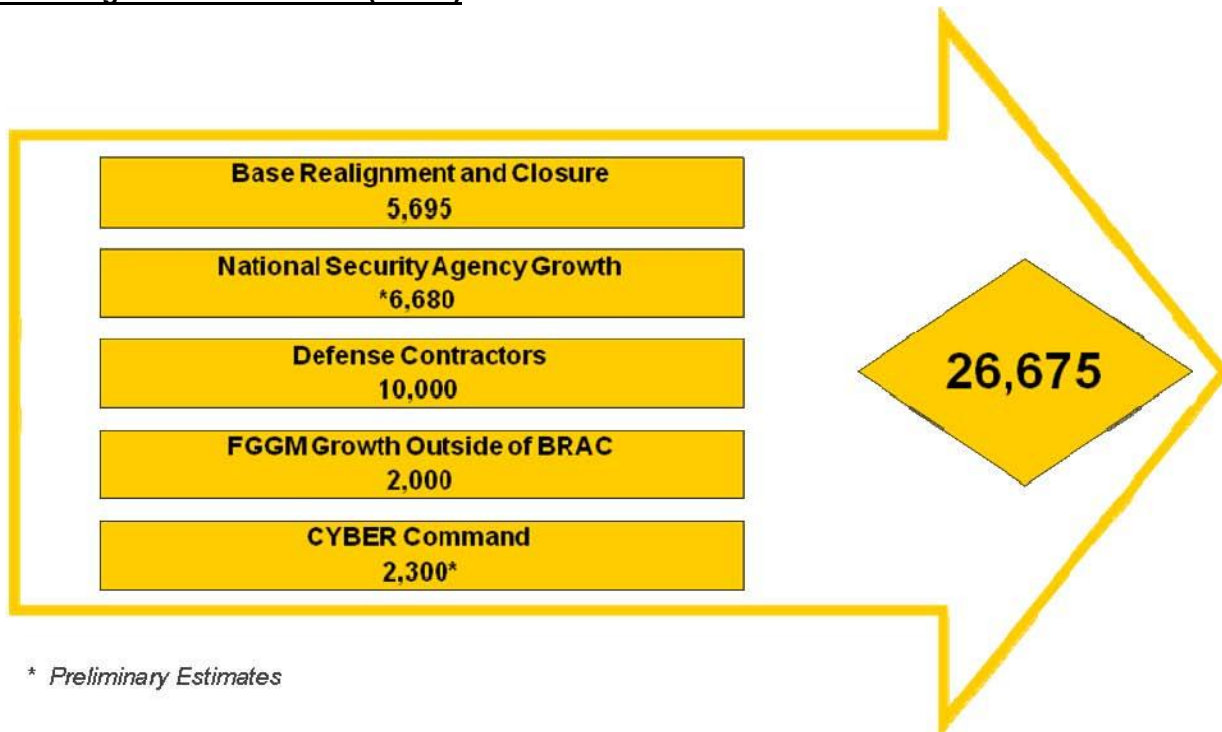 Base Realignment and Closure
5,695
National Security Agency Growth
*6,680
Defense Contractors
10,000
FGGM Growth Outside of BRAC
2,000
CYBER Command
2,300*
26,675
* Preliminary Estimates